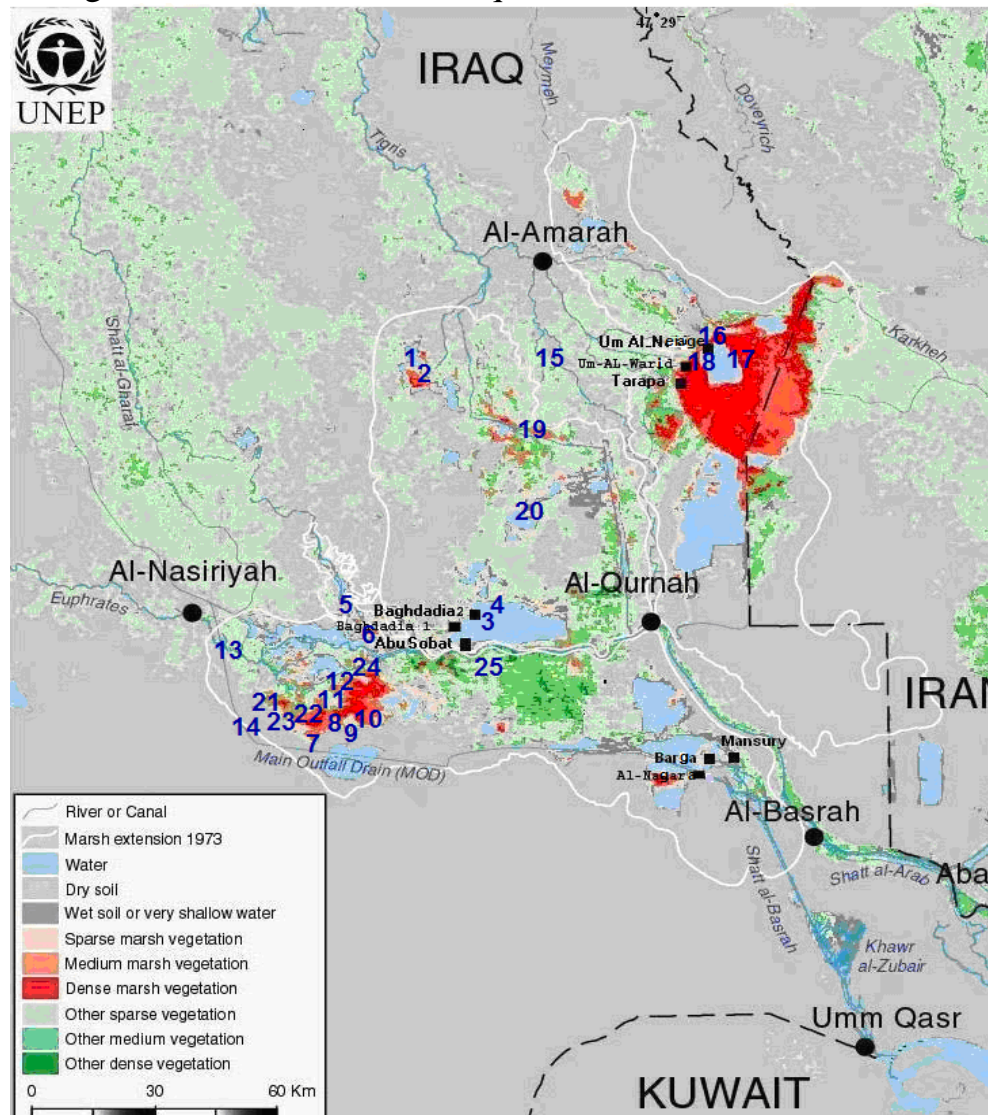 47 29
IRAQ
UNEP
Meymeh
Doveyrich
Tigris
Al-Amarah
Shatt al-Gharaf
Karkheh
1
2
15
16
Um Al_Neiage
17
18
Um-AL-Warid
Tarapa
19
20
Al-Nasiriyah
Al-Qurnah
Euphrates
5
Baghdadia2
4
3
Baghdadia 1
6
Abu Sobat
13
24
25
12
11
21
22
23
14
8
10
9
7
IRAN
Main Outfall Drain (MOD)
Mansury
Barga
Al-Nagara
Al-Basrah
Shatt al-Arab
Aba
Shatt al-Basrah
Khawr
al-Zubair
Umm Qasr
KUWAIT
River or Canal
Marsh extension 1973
Water
Dry soil
Wet soil or very shallow water
Sparse marsh vegetation
Medium marsh vegetation
Dense marsh vegetation
Other sparse vegetation
Other medium vegetation
Other dense vegetation
0 30 60 Km